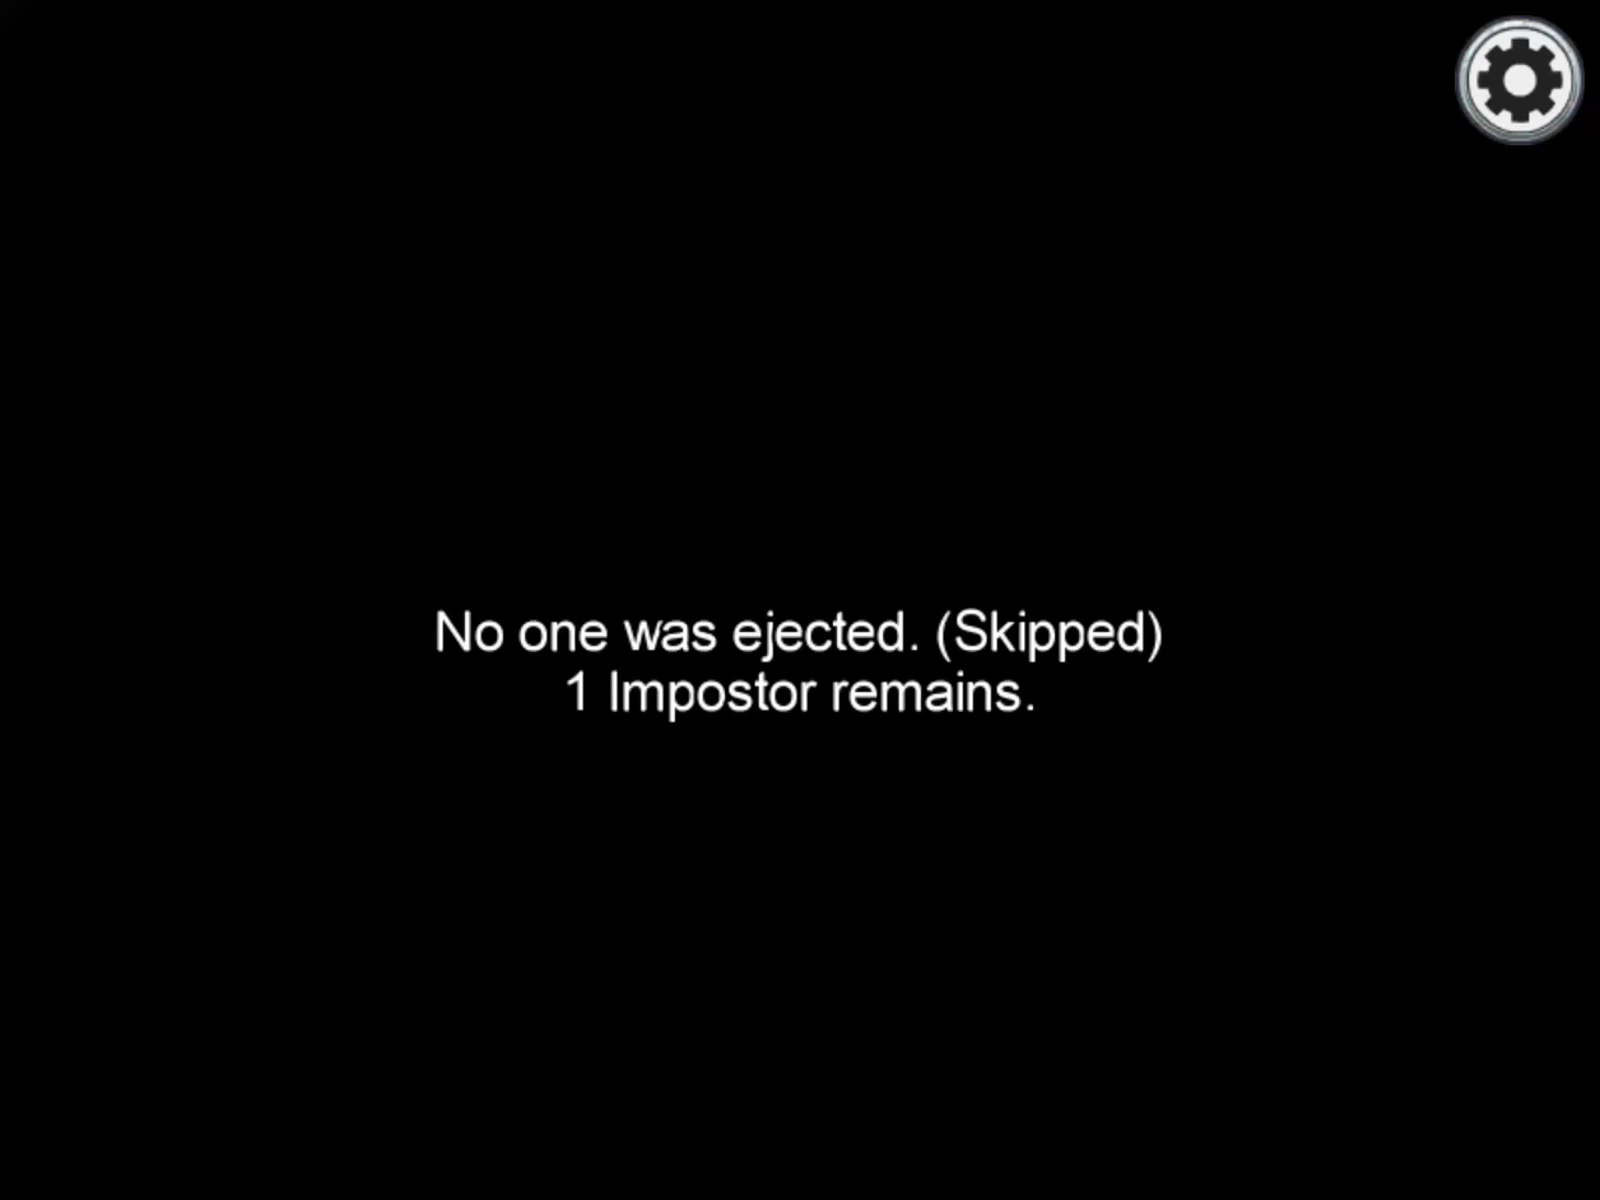 No one was ejected. (Skipped)
1 Impostor remains.